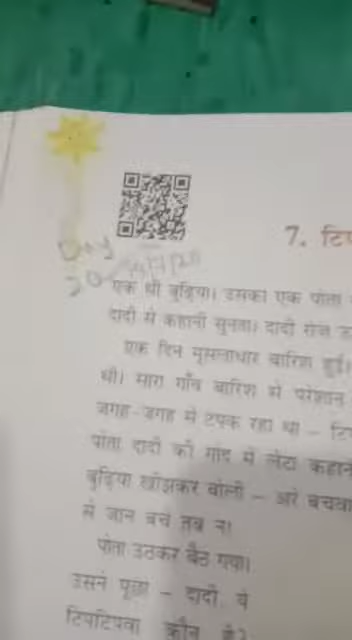 7. टिप
Day
एक थी बुढ़िया। उसका एक पोता
दादी से कहानी सुनता। दादी रोज़
एक दिन मूसलाधार बारिश हुई।
थी। सारा गाँव बारिश से परेशान
जगह-जगह से टपक रहा था – टि
पोता दादी की गोद में लेटा कहान
बुढ़िया खीझकर बोली – अरे बचवा
से जान बचे तब न!
पोता उठकर बैठ गया।
उसने पूछा – दादी, ये
टिपटिपवा कौन है?